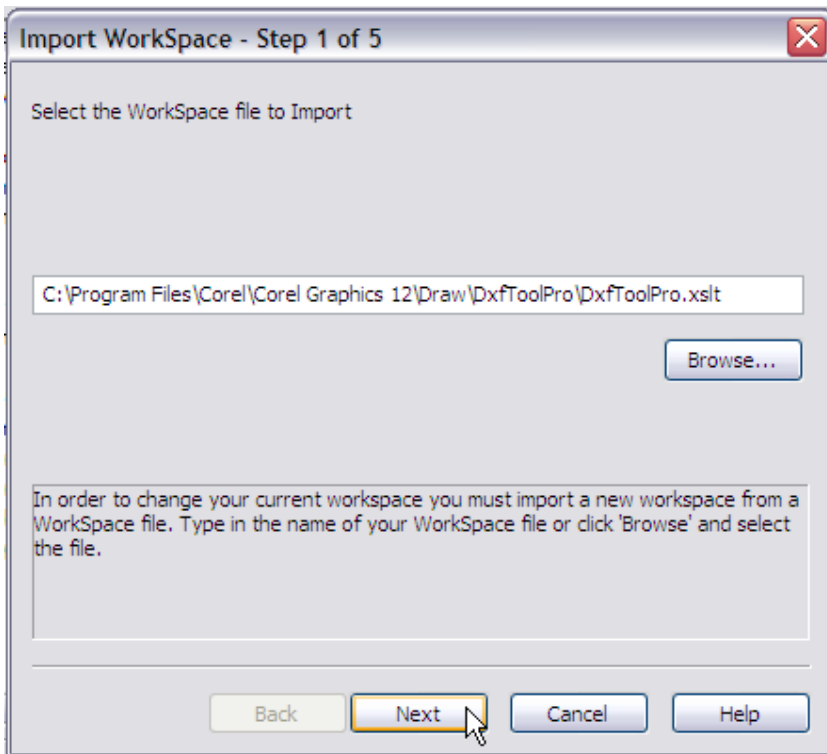 Import WorkSpace - Step 1 of 5
Select the WorkSpace file to Import
C:\Program Files\Corel\Corel Graphics 12\Draw\DxfToolPro\DxfToolPro.xslt
Browse...
In order to change your current workspace you must import a new workspace from a
WorkSpace file. Type in the name of your WorkSpace file or click 'Browse' and select
the file.
Back Next Cancel Help